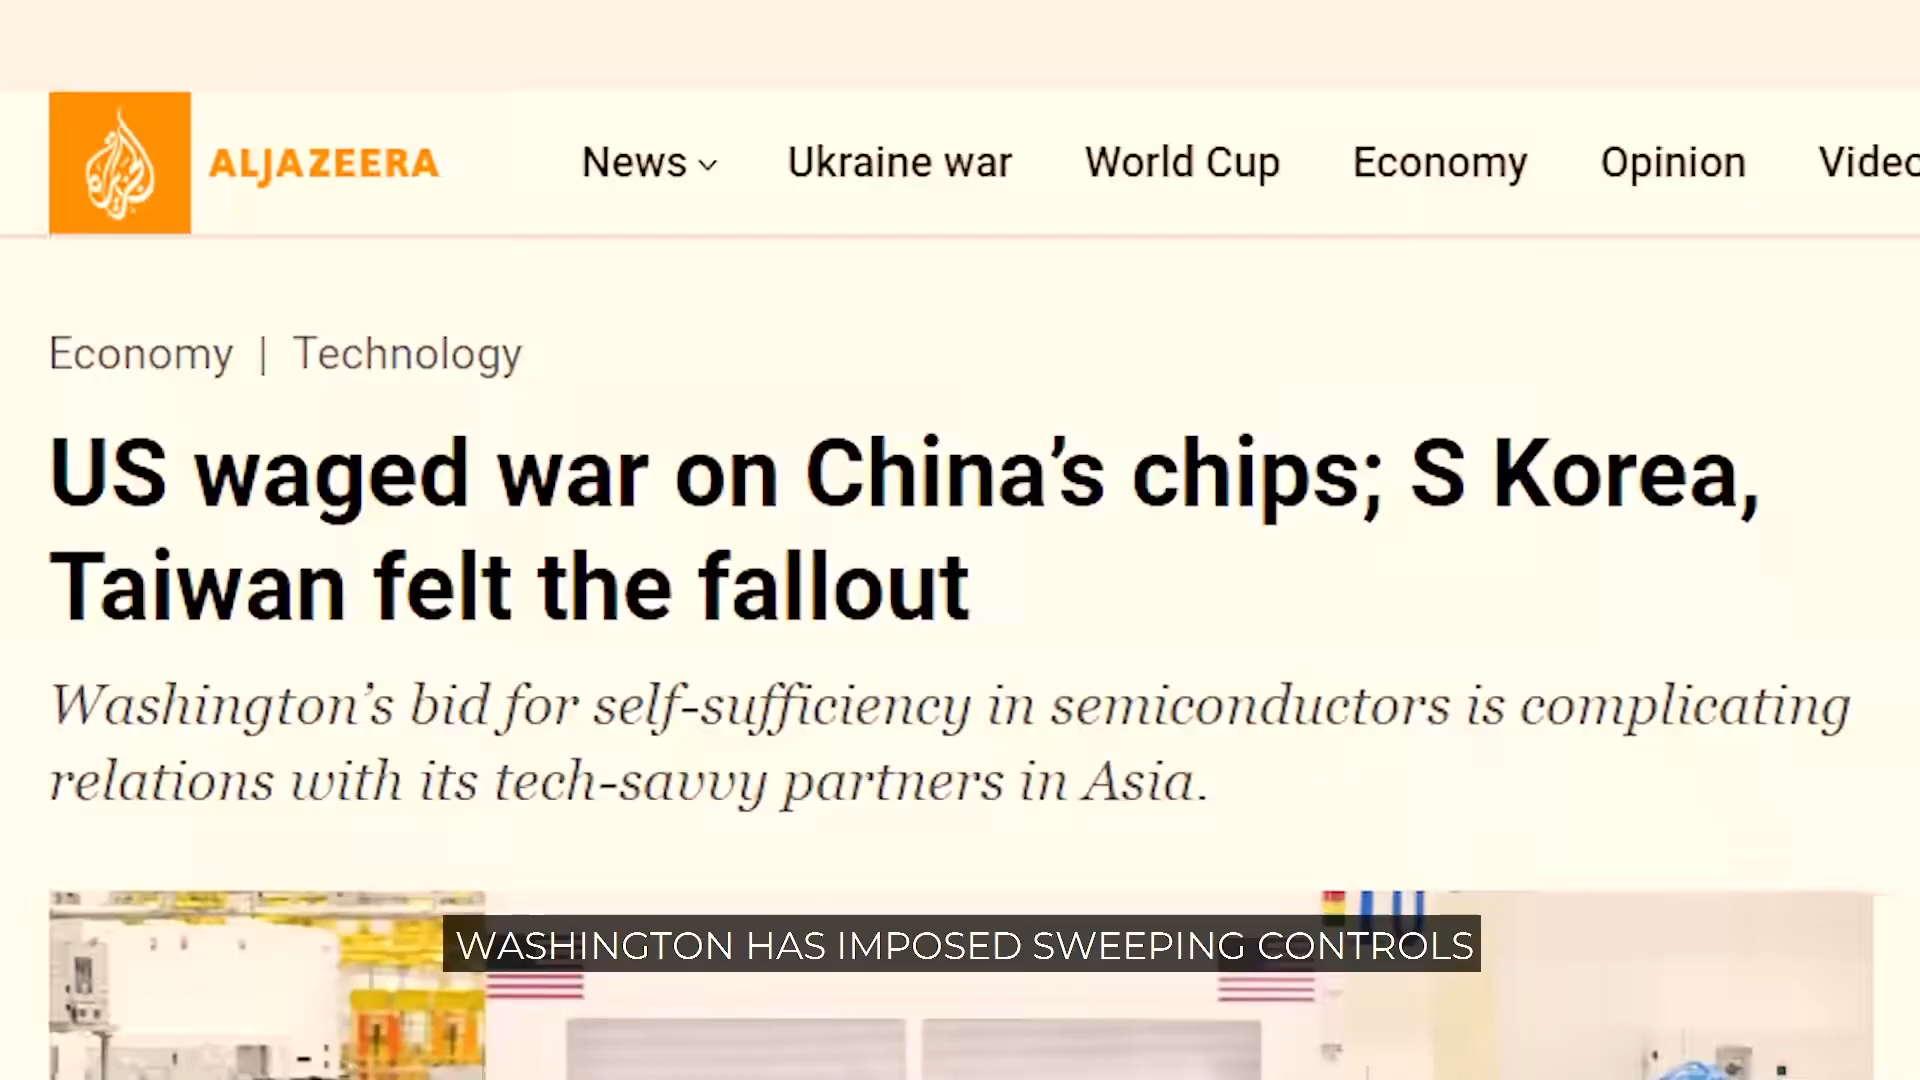 ALJAZEERA
News Ukraine war World Cup Economy Opinion Video
Economy | Technology
US waged war on China’s chips; S Korea,
Taiwan felt the fallout
Washington’s bid for self-sufficiency in semiconductors is complicating
relations with its tech-savvy partners in Asia.
WASHINGTON HAS IMPOSED SWEEPING CONTROLS